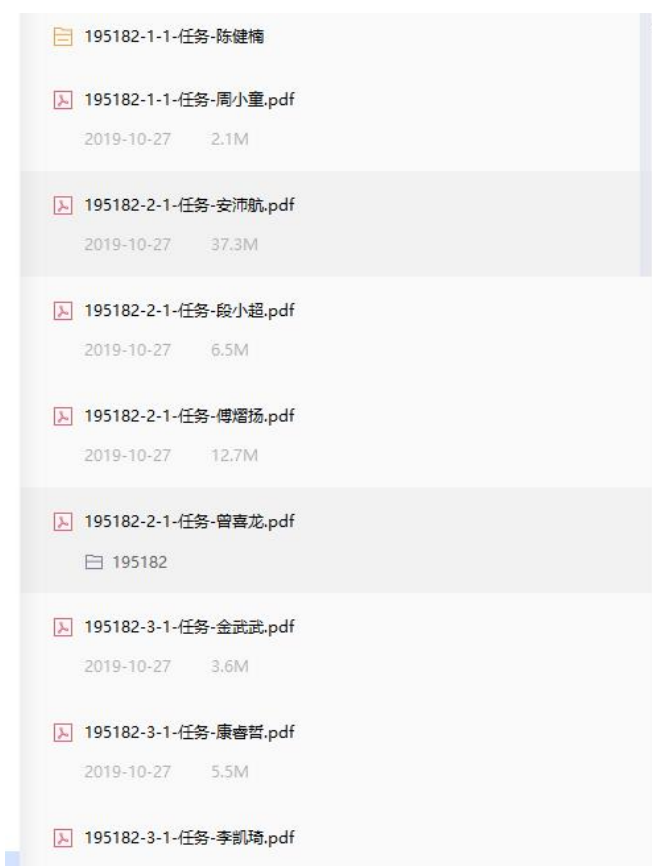 195182-1-1-任务-陈健楠
195182-1-1-任务-周小童.pdf
2019-10-27 2.1M
195182-2-1-任务-安沛航.pdf
2019-10-27 37.3M
195182-2-1-任务-段小超.pdf
2019-10-27 6.5M
195182-2-1-任务-傅熠扬.pdf
2019-10-27 12.7M
195182-2-1-任务-曾喜龙.pdf
195182
195182-3-1-任务-金武武.pdf
2019-10-27 3.6M
195182-3-1-任务-康睿哲.pdf
2019-10-27 5.5M
195182-3-1-任务-李凯琦.pdf